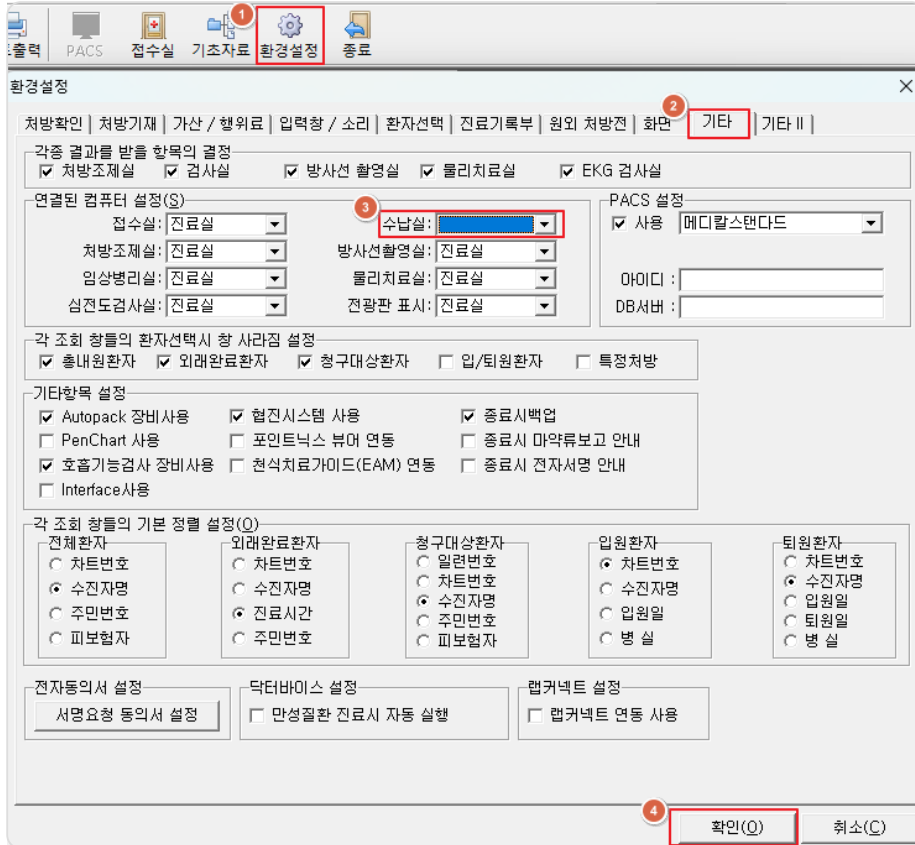 1
출력 PACS 접수실 기초자료 환경설정 종료
환경설정
2
처방확인 처방기재 가산 / 행위료 입력창 / 소리 환자선택 진료기록부 원외 처방전 화면 기타 기타 II
각종 결과를 받을 항목의 결정
처방조제실 검사실 방사선 촬영실 물리치료실 EKG 검사실
연결된 컴퓨터 설정(S) PACS 설정
3
접수실: 진료실 수납실: 사용 메디칼스탠다드
처방조제실: 진료실 방사선촬영실: 진료실
임상병리실: 진료실 물리치료실: 진료실 아이디 :
심전도검사실: 진료실 전광판 표시: 진료실 DB서버 :
각 조회 창들의 환자선택시 창 사라짐 설정
총내원환자 외래완료환자 청구대상환자 입/퇴원환자 특정처방
기타항목 설정
Autopack 장비사용 협진시스템 사용 종료시백업
PenChart 사용 포인트닉스 뷰어 연동 종료시 마약류보고 안내
호흡기능검사 장비사용 천식치료가이드(EAM) 연동 종료시 전자서명 안내
Interface사용
각 조회 창들의 기본 정렬 설정(O)
전체환자 외래완료환자 청구대상환자 입원환자 퇴원환자
차트번호 차트번호 일련번호 차트번호 차트번호
수진자명 수진자명 차트번호 수진자명 수진자명
주민번호 진료시간 수진자명 입원일 입원일
피보험자 주민번호 주민번호 병 실 퇴원일
피보험자 병 실
전자동의서 설정 닥터바이스 설정 랩커넥트 설정
서명요청 동의서 설정 만성질환 진료시 자동 실행 랩커넥트 연동 사용
4
확인(O) 취소(C)